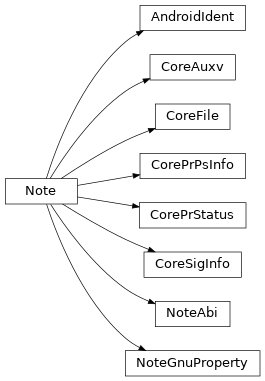 AndroidIdent
CoreAuxv
CoreFile
CorePrPsInfo
Note
CorePrStatus
CoreSigInfo
NoteAbi
NoteGnuProperty